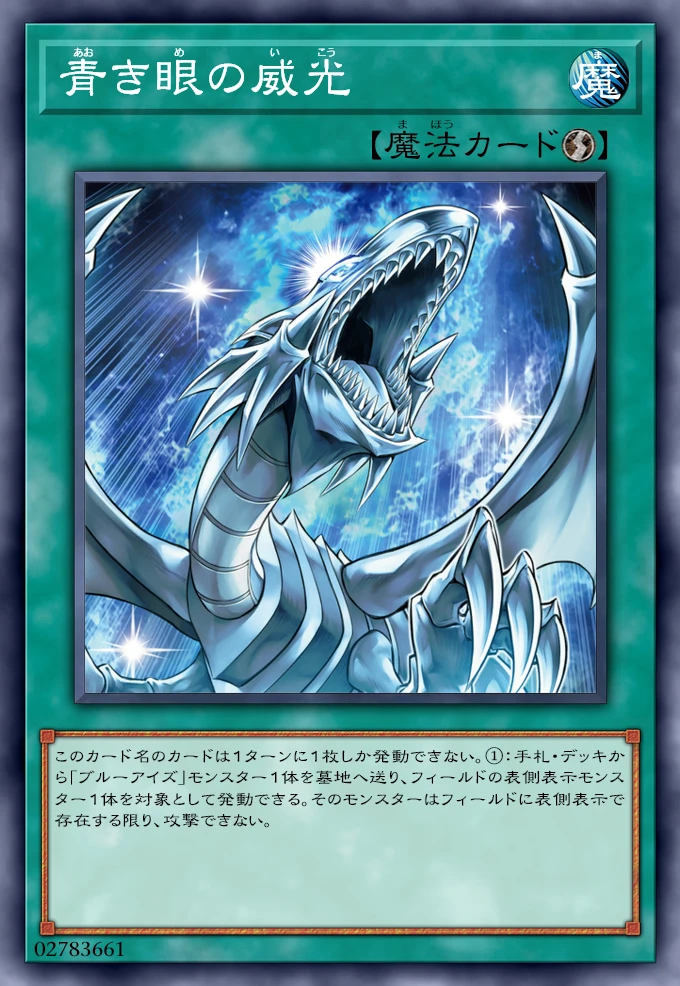 青き眼の威光
魔
【魔法カード】
このカード名のカードは1ターンに1枚しか発動できない。①:手札・デッキか
ら「ブルーアイズ」モンスター1体を墓地へ送り、フィールドの表側表示モンス
ター1体を対象として発動できる。そのモンスターはフィールドに表側表示で
存在する限り、攻撃できない。
02783661